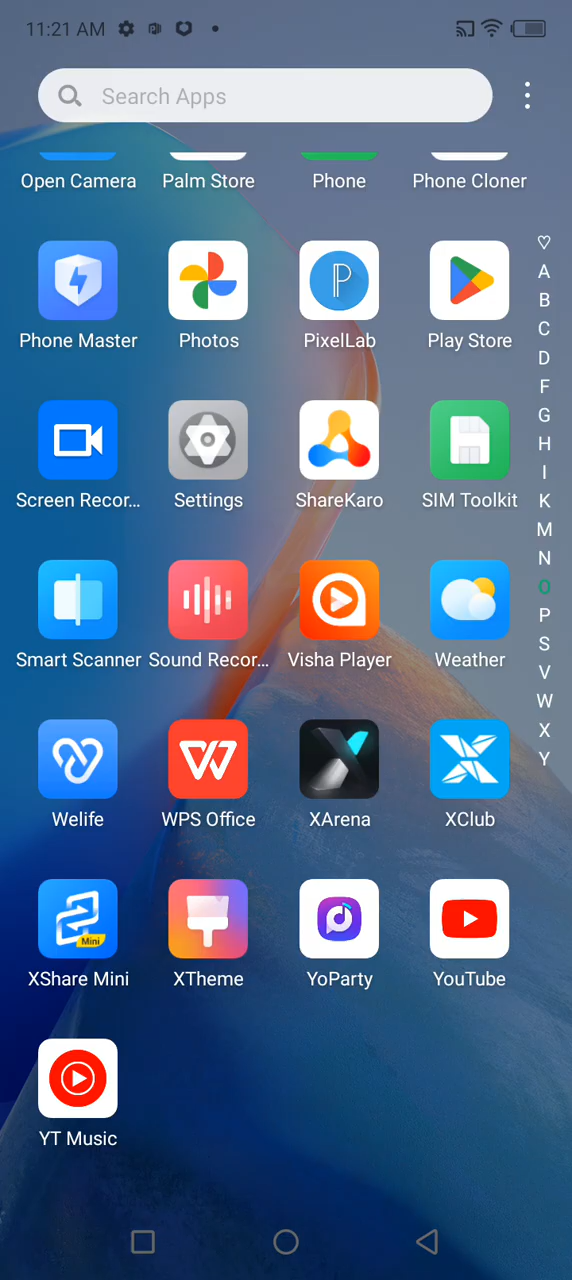 11:21 AM
Search Apps
Open Camera Palm Store Phone Phone Cloner
Phone Master Photos PixelLab Play Store
Screen Recor... Settings ShareKaro SIM Toolkit
Smart Scanner Sound Recor... Visha Player Weather
Welife WPS Office XArena XClub
Mini
XShare Mini XTheme YoParty YouTube
YT Music
A
B
C
D
F
G
H
I
K
M
N
O
P
S
V
W
X
Y